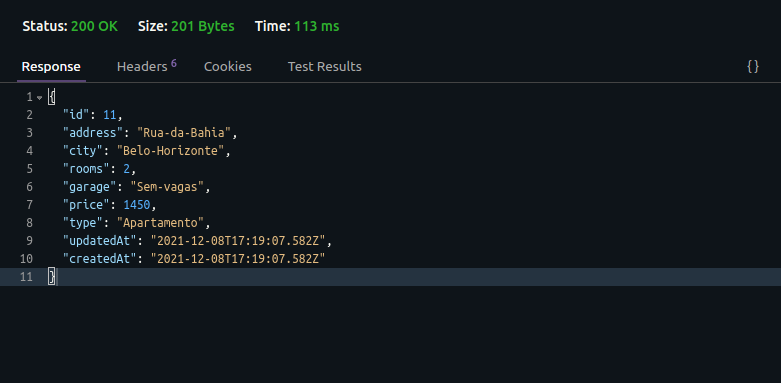 Status: 200 OK Size: 201 Bytes Time: 113 ms
Response Headers 6 Cookies Test Results {}
1 {
2 "id": 11,
3 "address": "Rua-da-Bahia",
4 "city": "Belo-Horizonte",
5 "rooms": 2,
6 "garage": "Sem-vagas",
7 "price": 1450,
8 "type": "Apartamento",
9 "updatedAt": "2021-12-08T17:19:07.582Z",
10 "createdAt": "2021-12-08T17:19:07.582Z"
11 }